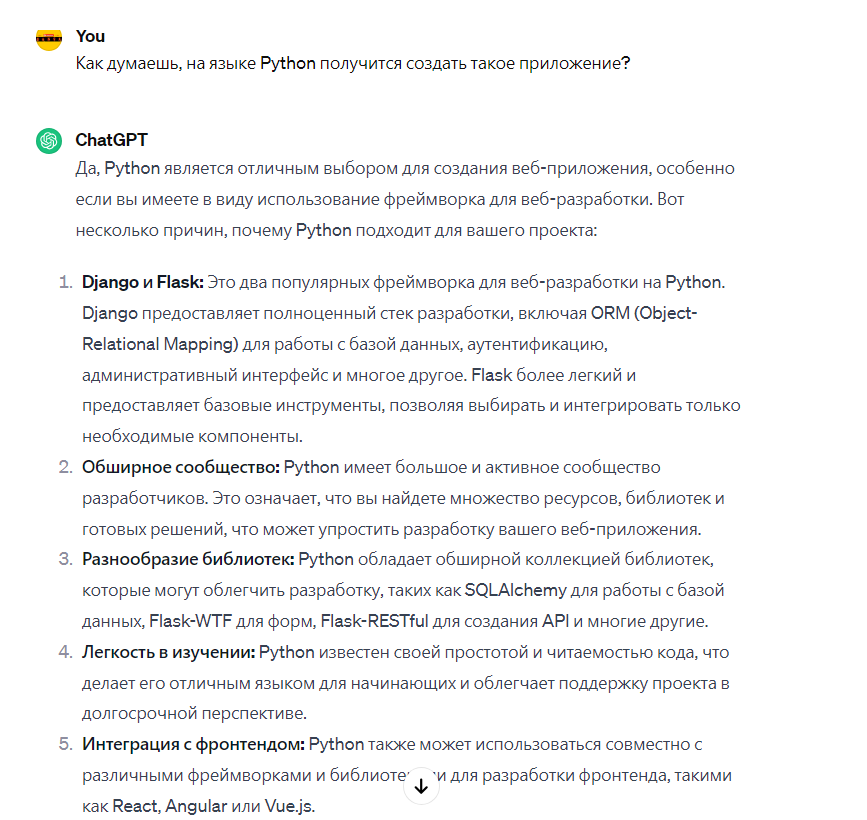 You
Как думаешь, на языке Python получится создать такое приложение?
ChatGPT
Да, Python является отличным выбором для создания веб-приложения, особенно
если вы имеете в виду использование фреймворка для веб-разработки. Вот
несколько причин, почему Python подходит для вашего проекта:
1. Django и Flask: Это два популярных фреймворка для веб-разработки на Python.
Django предоставляет полноценный стек разработки, включая ORM (Object-
Relational Mapping) для работы с базой данных, аутентификацию,
административный интерфейс и многое другое. Flask более легкий и
предоставляет базовые инструменты, позволяя выбирать и интегрировать только
необходимые компоненты.
2. Обширное сообщество: Python имеет большое и активное сообщество
разработчиков. Это означает, что вы найдете множество ресурсов, библиотек и
готовых решений, что может упростить разработку вашего веб-приложения.
3. Разнообразие библиотек: Python обладает обширной коллекцией библиотек,
которые могут облегчить разработку, таких как SQLAlchemy для работы с базой
данных, Flask-WTF для форм, Flask-RESTful для создания API и многие другие.
4. Легкость в изучении: Python известен своей простотой и читаемостью кода, что
делает его отличным языком для начинающих и облегчает поддержку проекта в
долгосрочной перспективе.
5. Интеграция с фронтендом: Python также может использоваться совместно с
различными фреймворками и для разработки фронтенда, такими
как React, Angular или Vue.js.